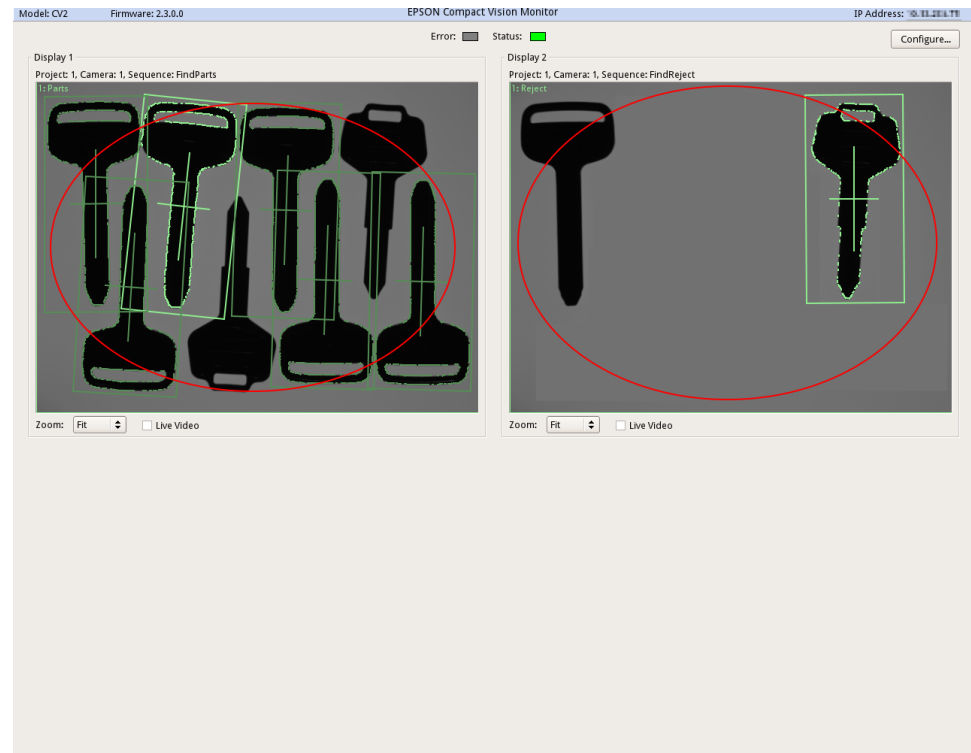 Model: CV2 Firmware: 2.3.0.0 EPSON Compact Vision Monitor IP Address:
Error: Status: Configure...
Display 1 Display 2
Project: 1, Camera: 1, Sequence: FindParts Project: 1, Camera: 1, Sequence: FindReject
1: Parts 1: Reject
Zoom: Fit Live Video Zoom: Fit Live Video